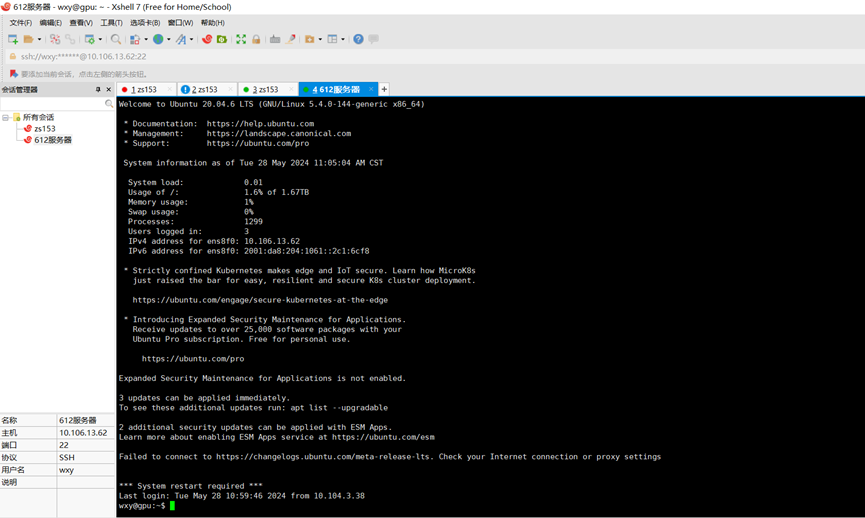 612服务器 - wxy@gpu: ~ - Xshell 7 (Free for Home/School)
文件(F) 编辑(E) 查看(V) 工具(T) 选项卡(B) 窗口(W) 帮助(H)
ssh://wxy:******@10.106.13.62:22
要添加当前会话，点击左侧的箭头按钮。
会话管理器
1 zs153 2 zs153 3 zs153 4 612服务器
所有会话
zs153
612服务器
Welcome to Ubuntu 20.04.6 LTS (GNU/Linux 5.4.0-144-generic x86_64)
* Documentation: https://help.ubuntu.com
* Management: https://landscape.canonical.com
* Support: https://ubuntu.com/pro
System information as of Tue 28 May 2024 11:05:04 AM CST
System load: 0.01
Usage of /: 1.6% of 1.67TB
Memory usage: 1%
Swap usage: 0%
Processes: 1299
Users logged in: 3
IPv4 address for ens8f0: 10.106.13.62
IPv6 address for ens8f0: 2001:da8:204:1061::2c1:6cf8
* Strictly confined Kubernetes makes edge and IoT secure. Learn how MicroK8s
just raised the bar for easy, resilient and secure K8s cluster deployment.
https://ubuntu.com/engage/secure-kubernetes-at-the-edge
* Introducing Expanded Security Maintenance for Applications.
Receive updates to over 25,000 software packages with your
Ubuntu Pro subscription. Free for personal use.
https://ubuntu.com/pro
Expanded Security Maintenance for Applications is not enabled.
3 updates can be applied immediately.
To see these additional updates run: apt list --upgradable
2 additional security updates can be applied with ESM Apps.
Learn more about enabling ESM Apps service at https://ubuntu.com/esm
Failed to connect to https://changelogs.ubuntu.com/meta-release-lts. Check your Internet connection or proxy settings
*** System restart required ***
Last login: Tue May 28 10:59:46 2024 from 10.104.3.38
wxy@gpu:~$
名称 612服务器
主机 10.106.13.62
端口 22
协议 SSH
用户名 wxy
说明